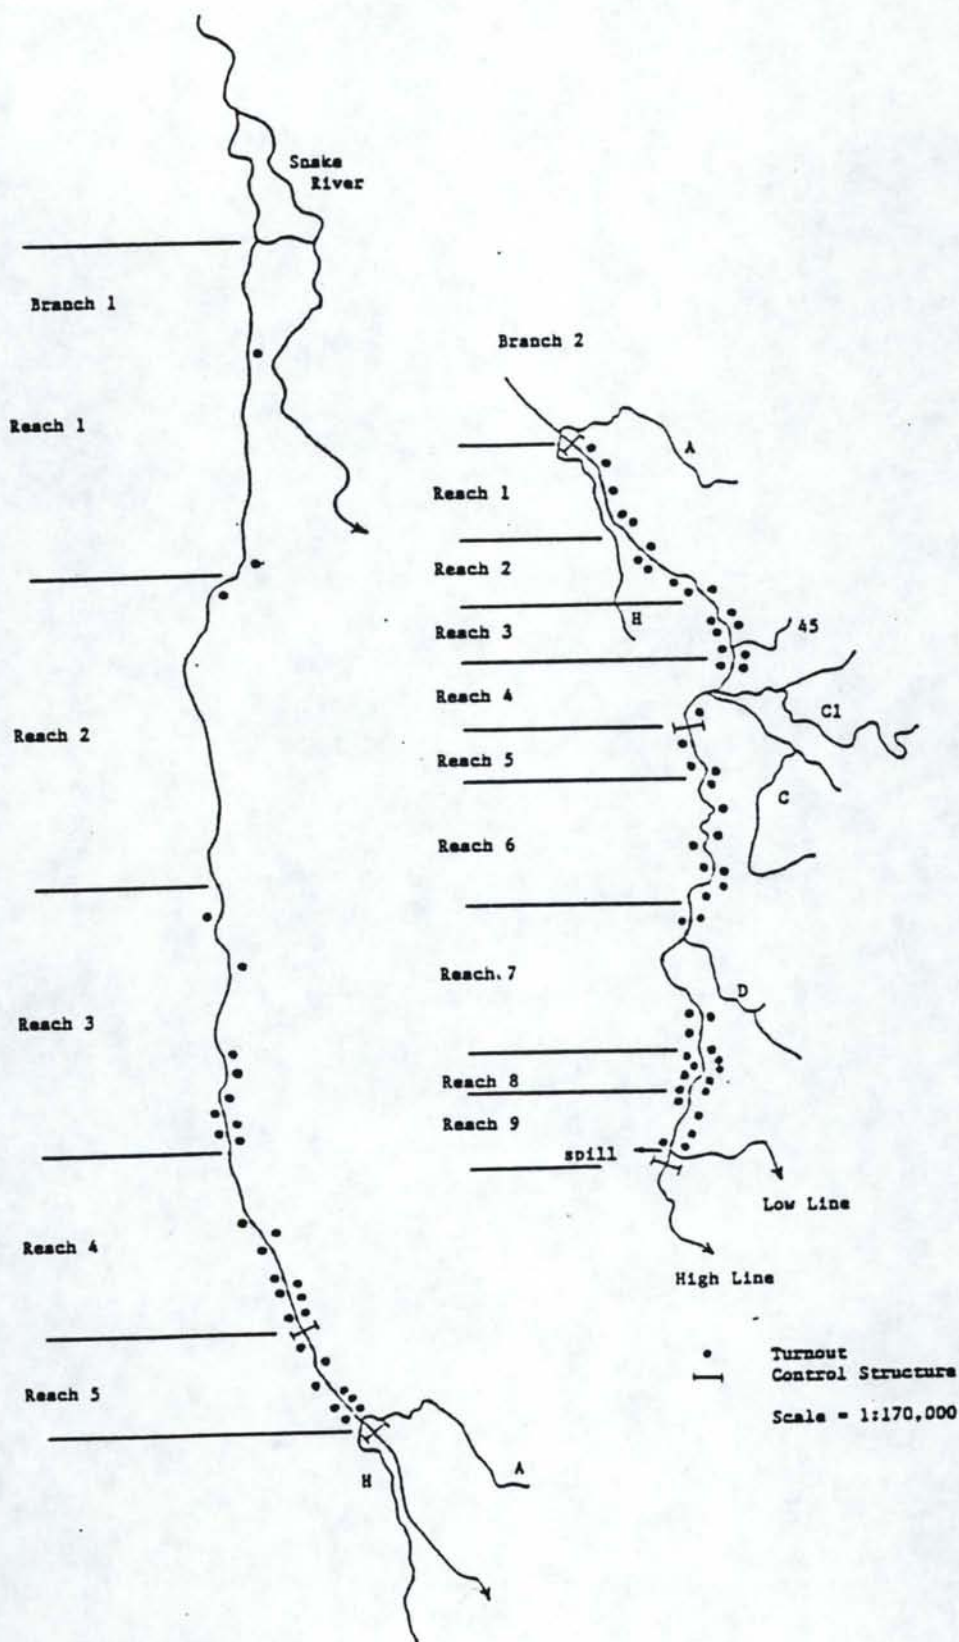 Snake
River
Branch 1
Reach 1
Reach 2
Reach 3
Reach 4
Reach 5
H
A
Branch 2
A
Reach 1
Reach 2
H
Reach 3
45
Reach 4
C1
Reach 5
C
Reach 6
Reach 7
D
Reach 8
Reach 9
spill
Low Line
High Line
Turnout
Control Structure
Scale = 1:170,000